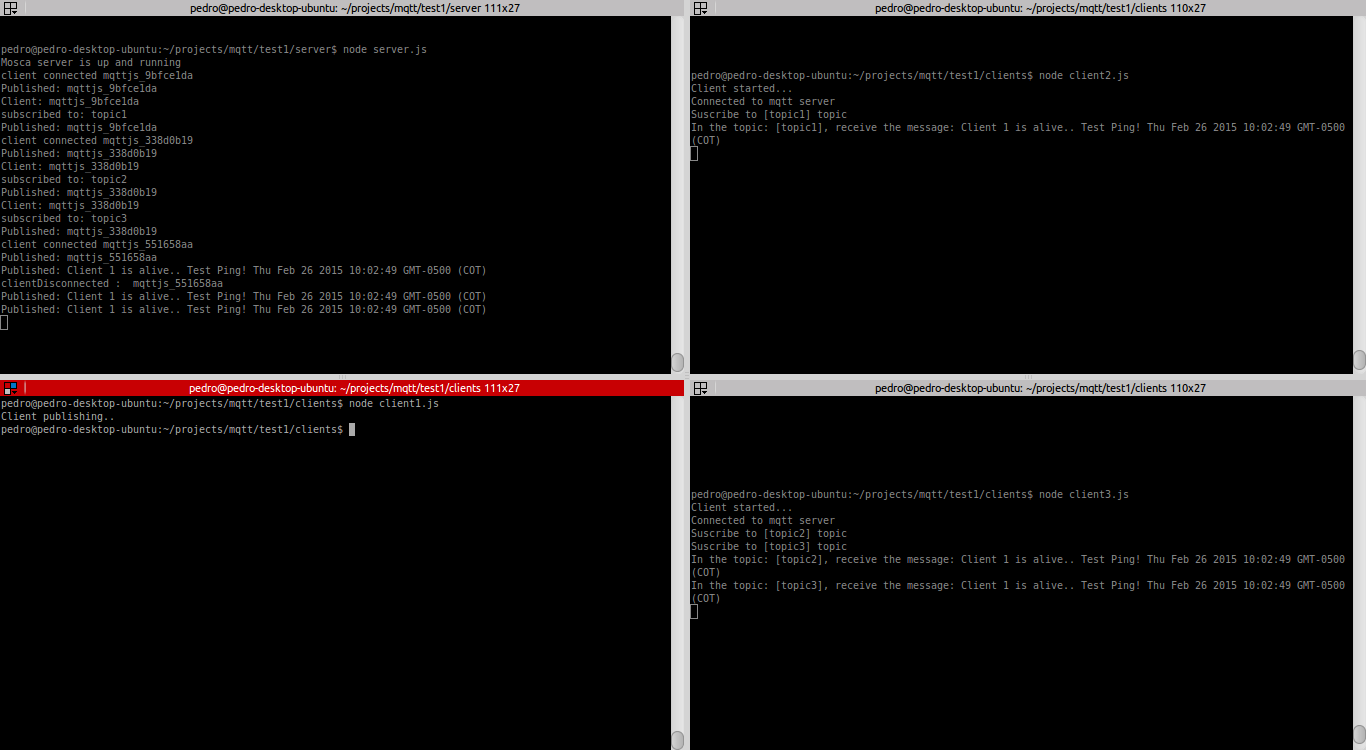 pedro@pedro-desktop-ubuntu: ~/projects/mqtt/test1/server 111x27
pedro@pedro-desktop-ubuntu:~/projects/mqtt/test1/server$ node server.js
Mosca server is up and running
client connected mqttjs_9bfce1da
Published: mqttjs_9bfce1da
Client: mqttjs_9bfce1da
subscribed to: topic1
Published: mqttjs_9bfce1da
client connected mqttjs_338d0b19
Published: mqttjs_338d0b19
Client: mqttjs_338d0b19
subscribed to: topic2
Published: mqttjs_338d0b19
Client: mqttjs_338d0b19
subscribed to: topic3
Published: mqttjs_338d0b19
client connected mqttjs_551658aa
Published: mqttjs_551658aa
Published: Client 1 is alive.. Test Ping! Thu Feb 26 2015 10:02:49 GMT-0500 (COT)
clientDisconnected :  mqttjs_551658aa
Published: Client 1 is alive.. Test Ping! Thu Feb 26 2015 10:02:49 GMT-0500 (COT)
Published: Client 1 is alive.. Test Ping! Thu Feb 26 2015 10:02:49 GMT-0500 (COT)
pedro@pedro-desktop-ubuntu: ~/projects/mqtt/test1/clients 110x27
pedro@pedro-desktop-ubuntu:~/projects/mqtt/test1/clients$ node client2.js
Client started...
Connected to mqtt server
Suscribe to [topic1] topic
In the topic: [topic1], receive the message: Client 1 is alive.. Test Ping! Thu Feb 26 2015 10:02:49 GMT-0500
(COT)
pedro@pedro-desktop-ubuntu: ~/projects/mqtt/test1/clients 111x27
pedro@pedro-desktop-ubuntu:~/projects/mqtt/test1/clients$ node client1.js
Client publishing..
pedro@pedro-desktop-ubuntu:~/projects/mqtt/test1/clients$
pedro@pedro-desktop-ubuntu: ~/projects/mqtt/test1/clients 110x27
pedro@pedro-desktop-ubuntu:~/projects/mqtt/test1/clients$ node client3.js
Client started...
Connected to mqtt server
Suscribe to [topic2] topic
Suscribe to [topic3] topic
In the topic: [topic2], receive the message: Client 1 is alive.. Test Ping! Thu Feb 26 2015 10:02:49 GMT-0500
(COT)
In the topic: [topic3], receive the message: Client 1 is alive.. Test Ping! Thu Feb 26 2015 10:02:49 GMT-0500
(COT)